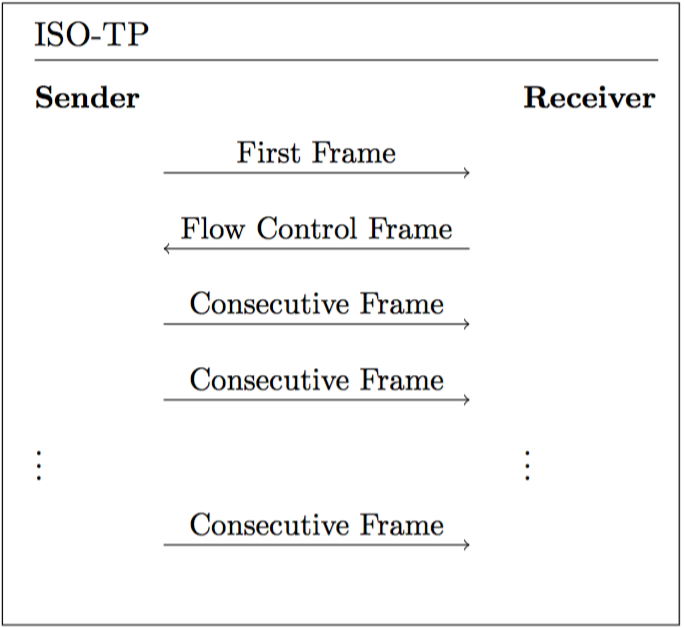 ISO-TP
Sender Receiver
First Frame
Flow Control Frame
Consecutive Frame
Consecutive Frame
⋮ ⋮
Consecutive Frame